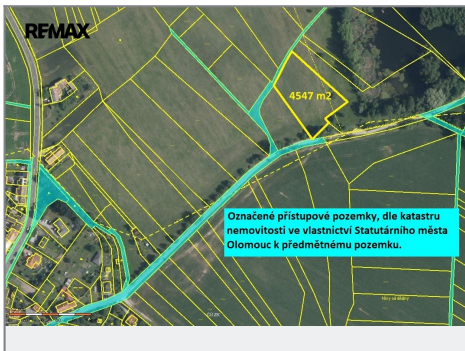 RE/MAX
4547 m2
Označené přístupové pozemky, dle katastru
nemovitostí ve vlastnictví Statutárního města
Olomouc k předmětnému pozemku.